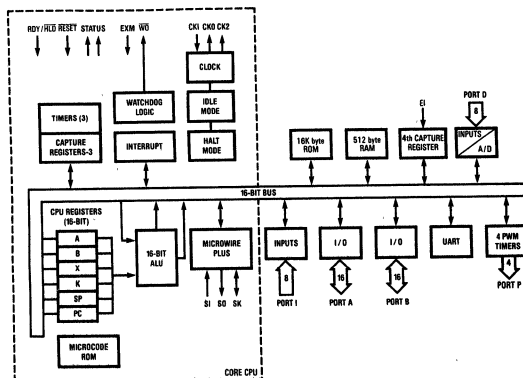 RDY/HLD RESET STATUS EXM WO CKI CKO CK2
CLOCK
IDLE MODE
HALT MODE
WATCHDOG LOGIC
INTERRUPT
TIMERS (3)
CAPTURE REGISTERS-3
EI
PORT D
8
16K byte ROM
512 byte RAM
4th CAPTURE REGISTER
INPUTS
A/D
16-BIT BUS
CPU REGISTERS (16-BIT)
A
B
X
K
SP
PC
16-BIT ALU
MICROWIRE PLUS
SI SO SK
MICROCODE ROM
CORE CPU
INPUTS
8
PORT I
I/O
16
PORT A
I/O
16
PORT B
UART
4 PWM TIMERS
4
PORT P